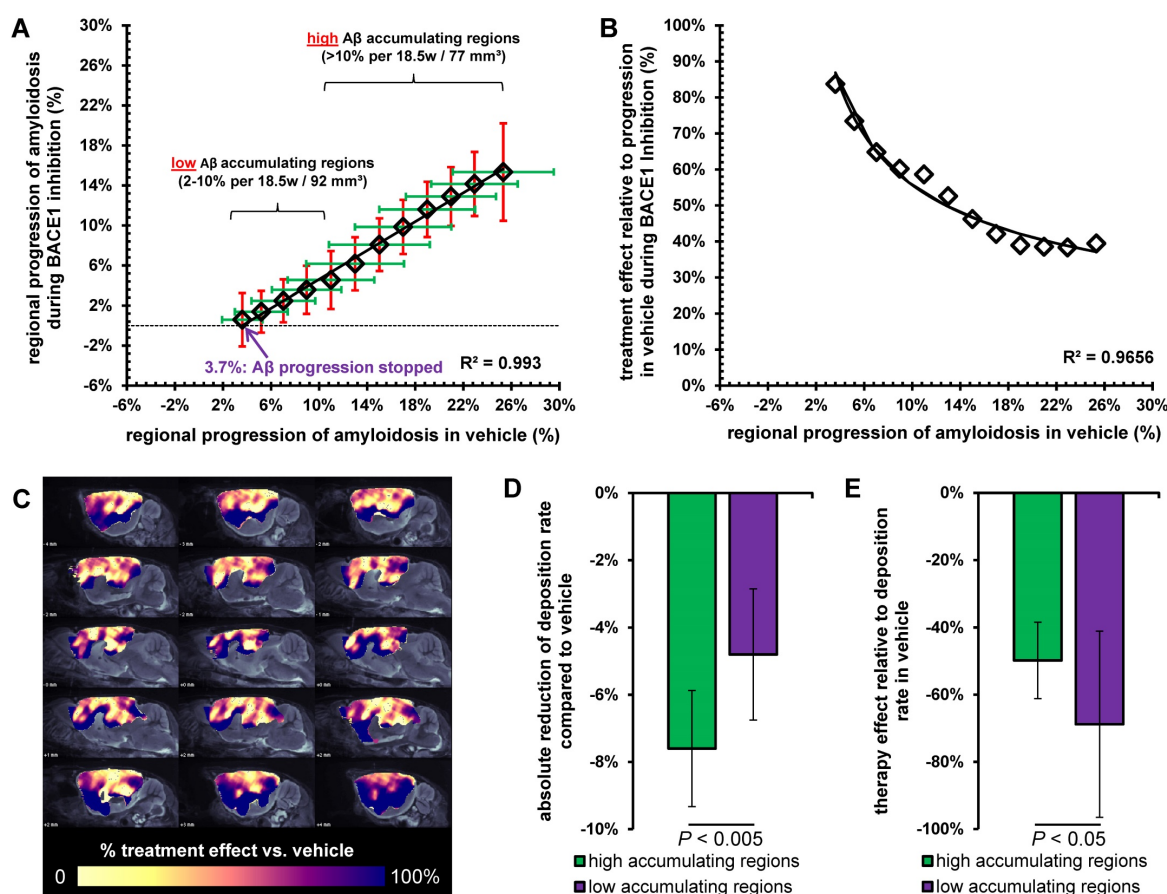 A
30%
26%
22%
18%
14%
10%
6%
2%
-2%
-6%
regional progression of amyloidosis
during BACE1 inhibition (%)
high Aβ accumulating regions
(>10% per 18.5w / 77 mm³)
low Aβ accumulating regions
(2-10% per 18.5w / 92 mm³)
3.7%: Aβ progression stopped
R² = 0.993
-6% -2% 2% 6% 10% 14% 18% 22% 26% 30%
regional progression of amyloidosis in vehicle (%)
B
100%
90%
80%
70%
60%
50%
40%
30%
20%
10%
0%
treatment effect relative to progression
in vehicle during BACE1 Inhibition (%)
R² = 0.9656
-6% -2% 2% 6% 10% 14% 18% 22% 26% 30%
regional progression of amyloidosis in vehicle (%)
C
% treatment effect vs. vehicle
0 100%
D
0%
-2%
-4%
-6%
-8%
-10%
absolute reduction of deposition rate
compared to vehicle
P < 0.005
high accumulating regions
low accumulating regions
E
0%
-20%
-40%
-60%
-80%
-100%
therapy effect relative to deposition
rate in vehicle
P < 0.05
high accumulating regions
low accumulating regions